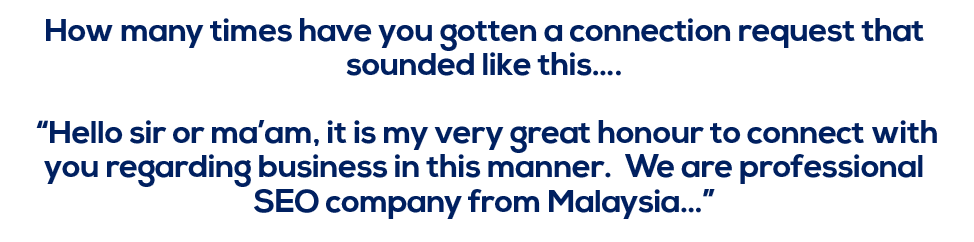 How many times have you gotten a connection request that
sounded like this....
“Hello sir or ma’am, it is my very great honour to connect with
you regarding business in this manner.  We are professional
SEO company from Malaysia...”